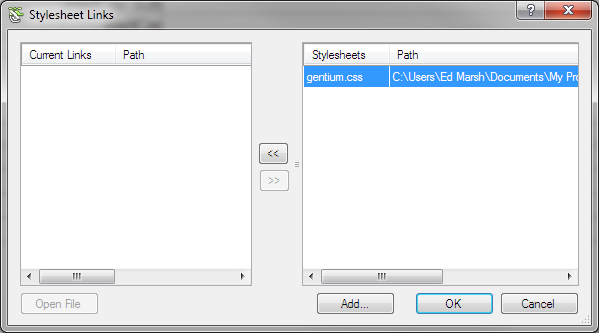 Stylesheet Links
Current Links Path
Stylesheets Path
gentium.css C:\Users\Ed Marsh\Documents\My Pro
<<
>>
Open File Add... OK Cancel